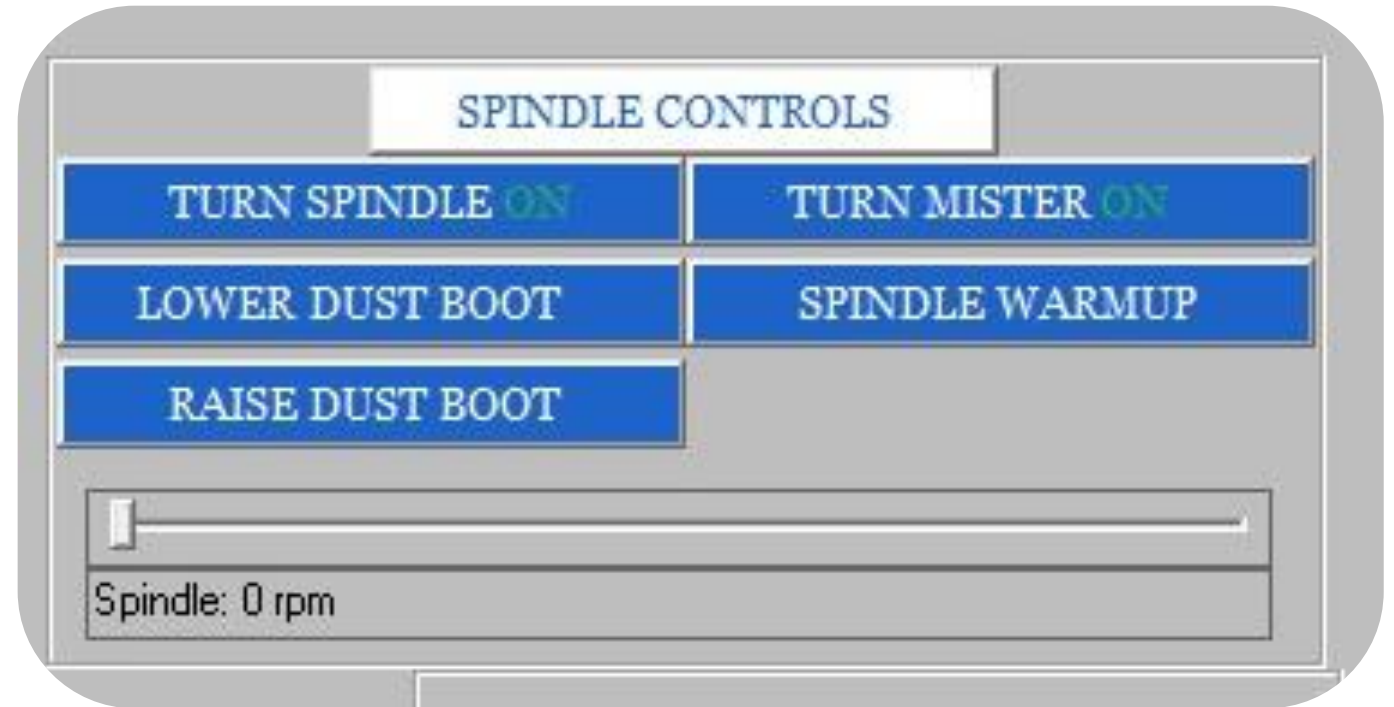 SPINDLE CONTROLS
TURN SPINDLE ON
TURN MISTER ON
LOWER DUST BOOT
SPINDLE WARMUP
RAISE DUST BOOT
Spindle: 0 rpm